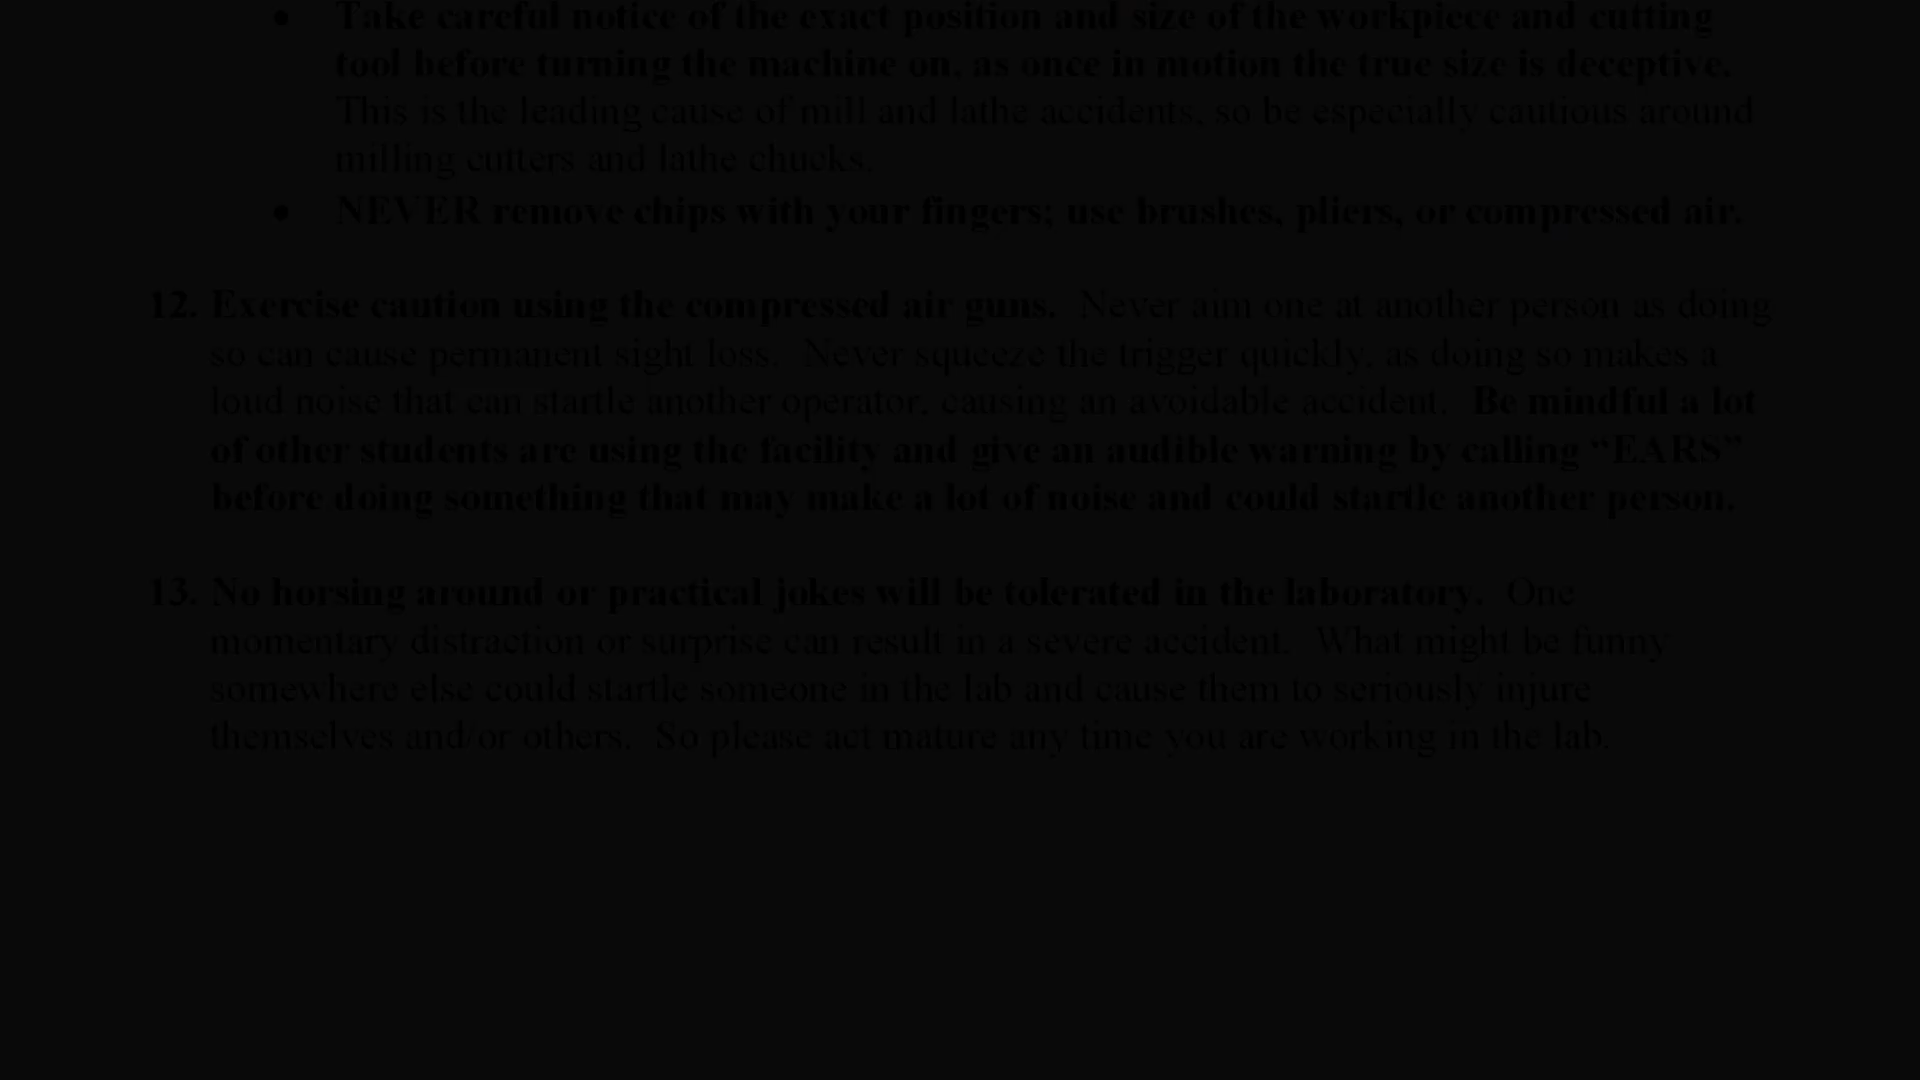 • Take careful notice of the exact position and size of the workpiece and cutting
tool before turning the machine on, as once in motion the true size is deceptive.
This is the leading cause of mill and lathe accidents, so be especially cautious around
milling cutters and lathe chucks.
• NEVER remove chips with your fingers; use brushes, pliers, or compressed air.
12. Exercise caution using the compressed air guns. Never aim one at another person as doing
so can cause permanent sight loss. Never squeeze the trigger quickly, as doing so makes a
loud noise that can startle another operator, causing an avoidable accident. Be mindful a lot
of other students are using the facility and give an audible warning by calling “EARS”
before doing something that may make a lot of noise and could startle another person.
13. No horsing around or practical jokes will be tolerated in the laboratory. One
momentary distraction or surprise can result in a severe accident. What might be funny
somewhere else could startle someone in the lab and cause them to seriously injure
themselves and/or others. So please act mature any time you are working in the lab.